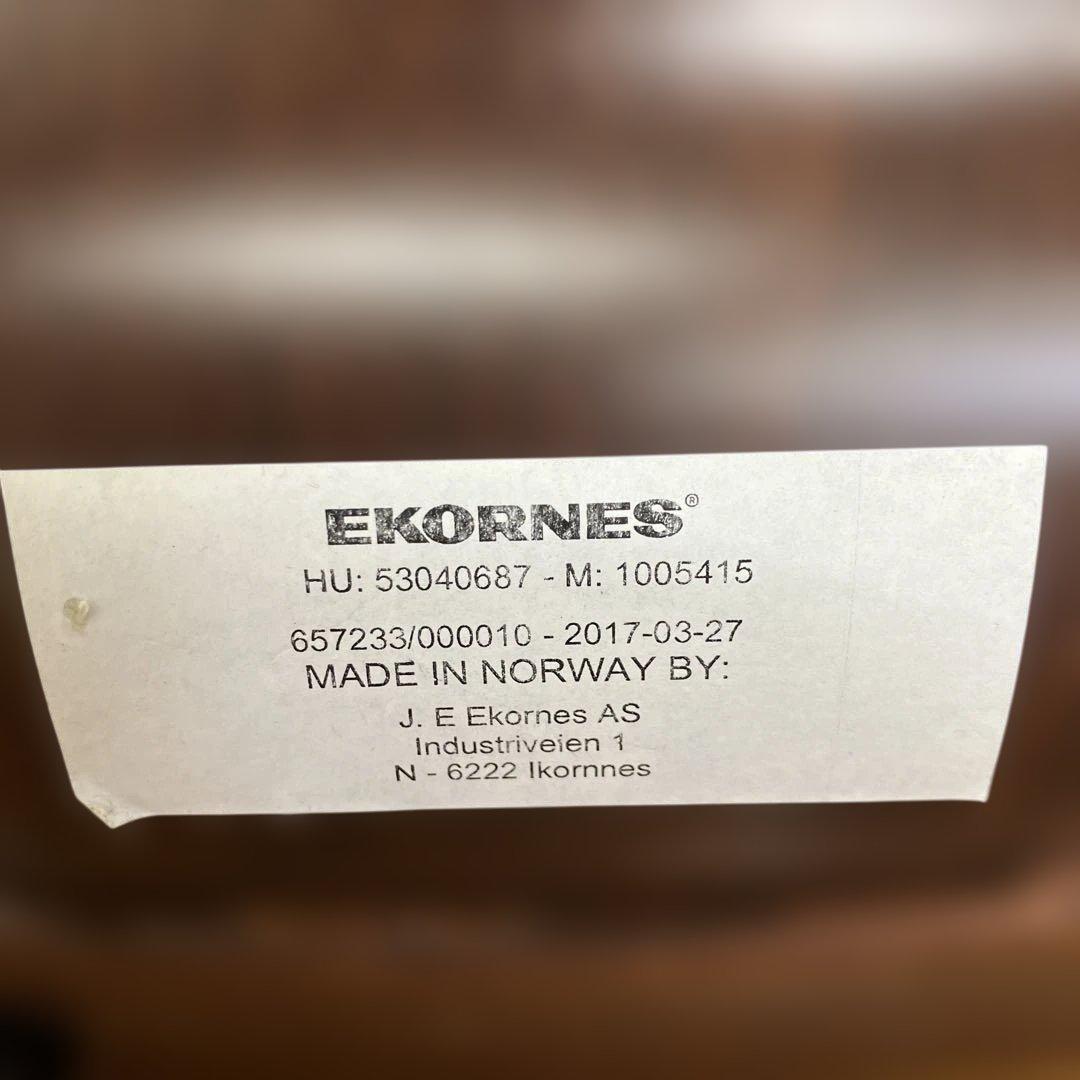 EKORNES®
HU: 53040687 - M: 1005415
657233/000010 - 2017-03-27
MADE IN NORWAY BY:
J. E Ekornes AS
Industriveien 1
N - 6222 Ikornnes